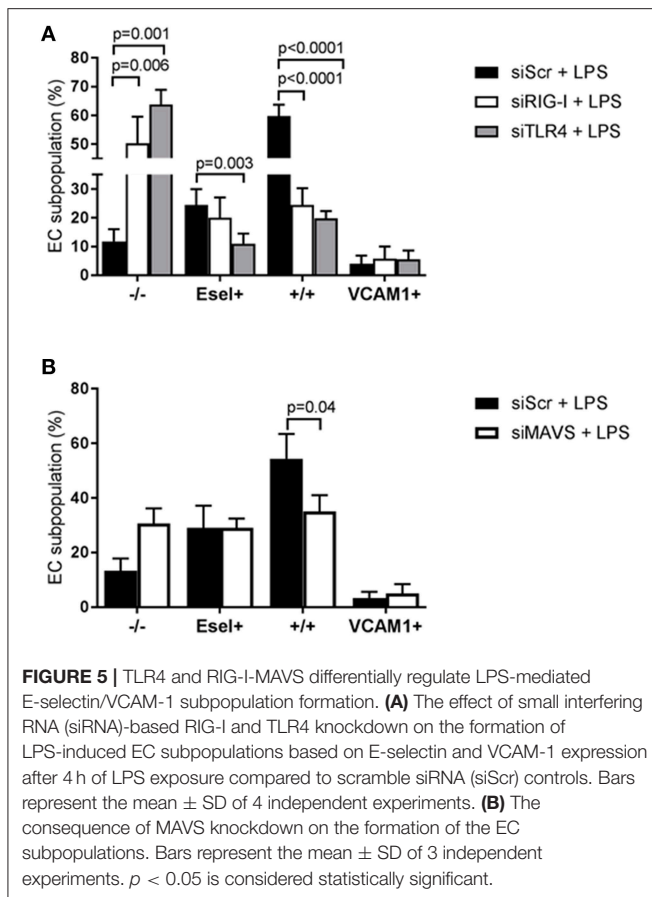 A
p=0.001
p=0.006
p<0.0001
p<0.0001
p=0.003
siScr + LPS
siRIG-I + LPS
siTLR4 + LPS
EC subpopulation (%)
70
60
50
40
30
20
10
0
-/-
Esel+
+/+
VCAM1+
B
p=0.04
siScr + LPS
siMAVS + LPS
EC subpopulation (%)
80
60
40
20
0
-/-
Esel+
+/+
VCAM1+
FIGURE 5 | TLR4 and RIG-I-MAVS differentially regulate LPS-mediated
E-selectin/VCAM-1 subpopulation formation. (A) The effect of small interfering
RNA (siRNA)-based RIG-I and TLR4 knockdown on the formation of
LPS-induced EC subpopulations based on E-selectin and VCAM-1 expression
after 4 h of LPS exposure compared to scramble siRNA (siScr) controls. Bars
represent the mean ± SD of 4 independent experiments. (B) The
consequence of MAVS knockdown on the formation of the EC
subpopulations. Bars represent the mean ± SD of 3 independent
experiments. p < 0.05 is considered statistically significant.